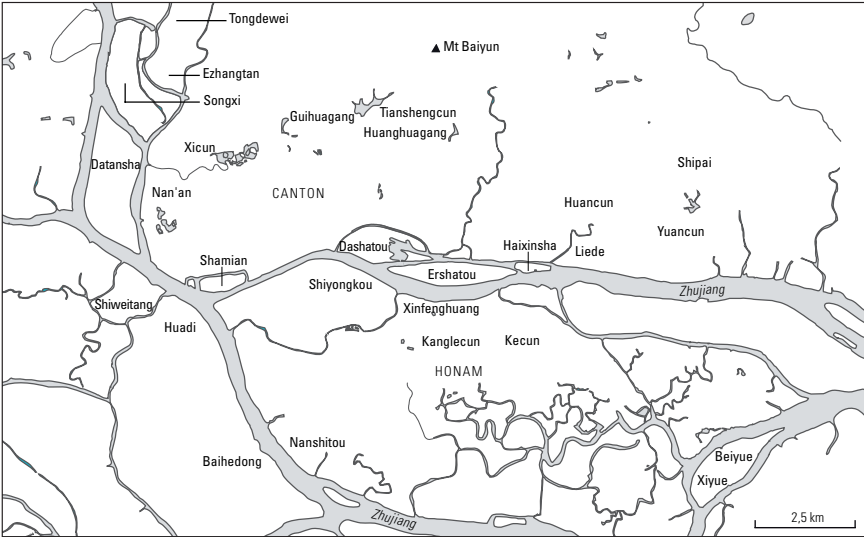 Tongdewei
Mt Baiyun
Ezhangtan
Songxi
Guihuagang
Tianshengcun
Huanghuagang
Xicun
Datansha
Shipai
Nan'an
CANTON
Huancun
Yuancun
Dashatou
Haixinsha
Liede
Shamian
Ershatou
Shiyongkou
Zhujiang
Shiweitang
Xinfenghuang
Huadi
Kanglecun
Kecun
HONAM
Nanshitou
Baihedong
Beiyue
Xiyue
Zhujiang
2,5 km